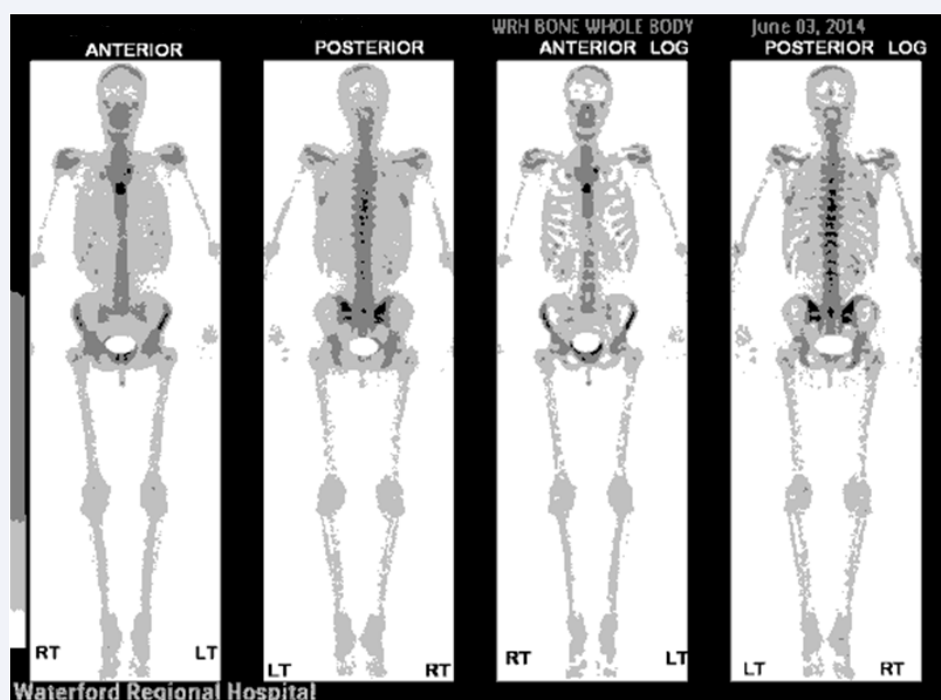 WRH BONE WHOLE BODY June 03, 2014
ANTERIOR POSTERIOR ANTERIOR LOG POSTERIOR LOG
RT LT LT RT RT LT LT RT
Waterford Regional Hospital